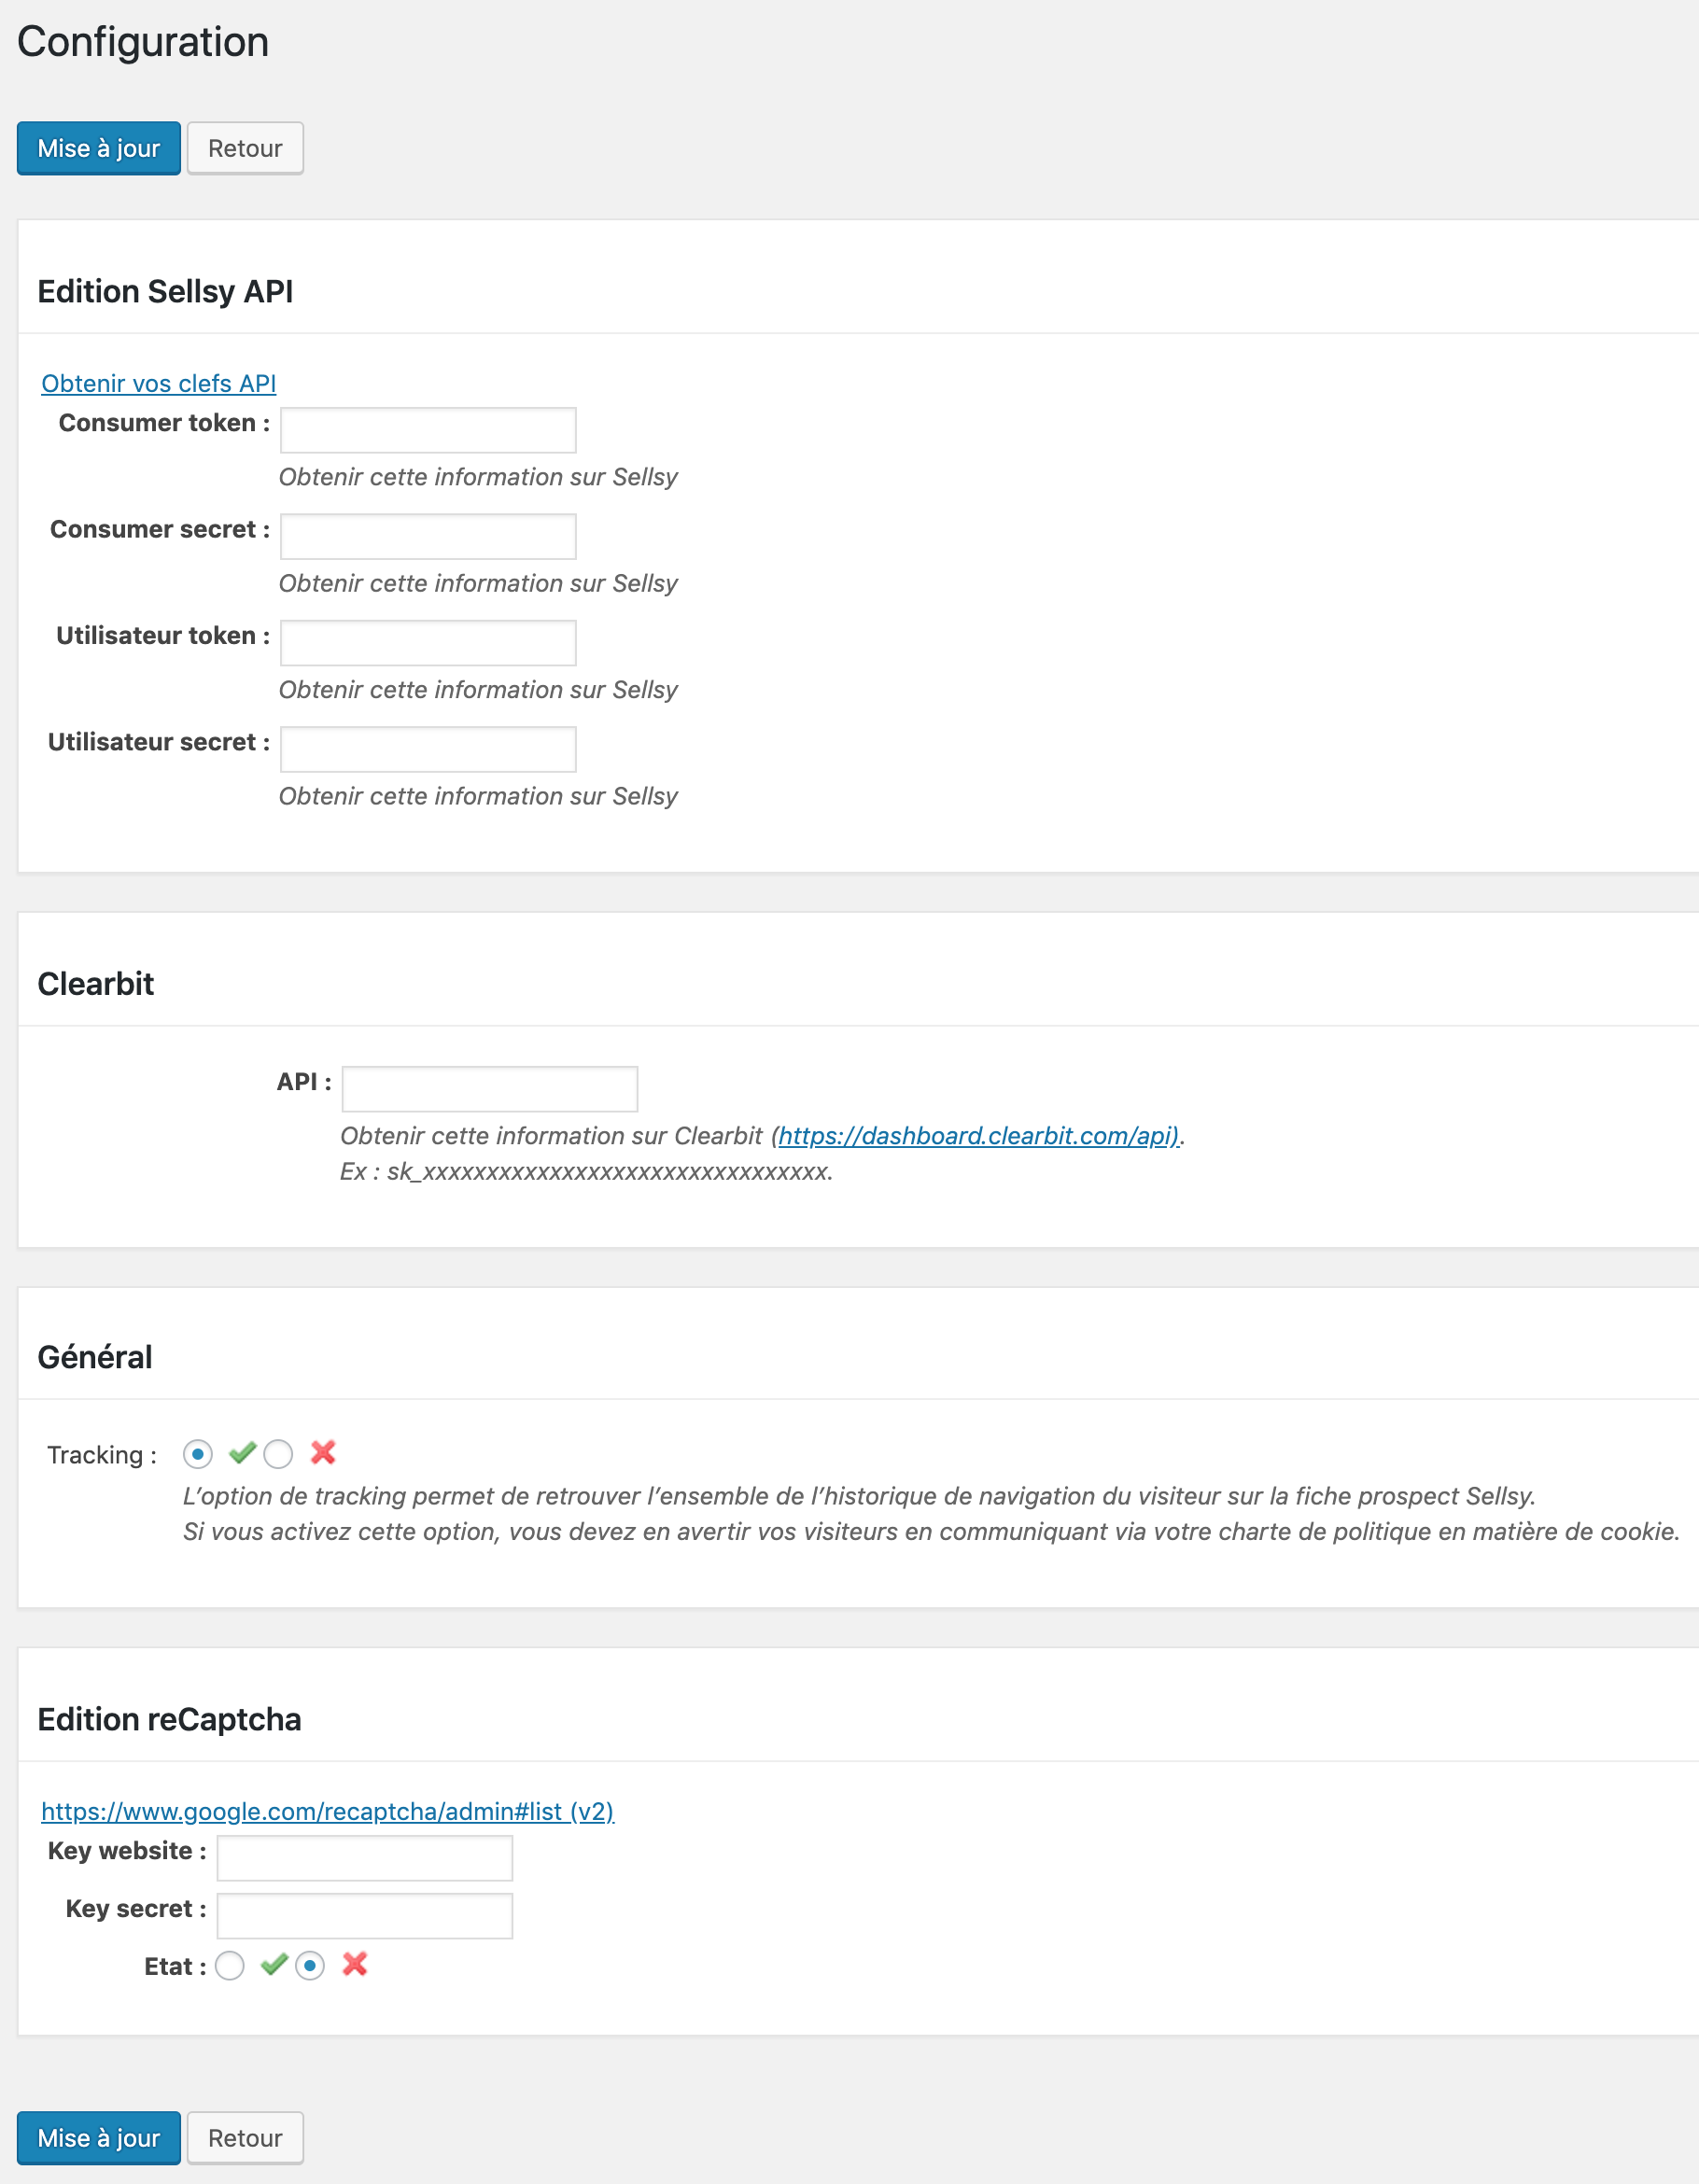 Configuration
Mise à jour Retour
Edition Sellsy API
Obtenir vos clefs API
Consumer token :
Obtenir cette information sur Sellsy
Consumer secret :
Obtenir cette information sur Sellsy
Utilisateur token :
Obtenir cette information sur Sellsy
Utilisateur secret :
Obtenir cette information sur Sellsy
Clearbit
API :
Obtenir cette information sur Clearbit (https://dashboard.clearbit.com/api).
Ex : sk_xxxxxxxxxxxxxxxxxxxxxxxxxxxxxxxx.
Général
Tracking :
L’option de tracking permet de retrouver l’ensemble de l’historique de navigation du visiteur sur la fiche prospect Sellsy.
Si vous activez cette option, vous devez en avertir vos visiteurs en communiquant via votre charte de politique en matière de cookie.
Edition reCaptcha
https://www.google.com/recaptcha/admin#list (v2)
Key website :
Key secret :
Etat :
Mise à jour Retour